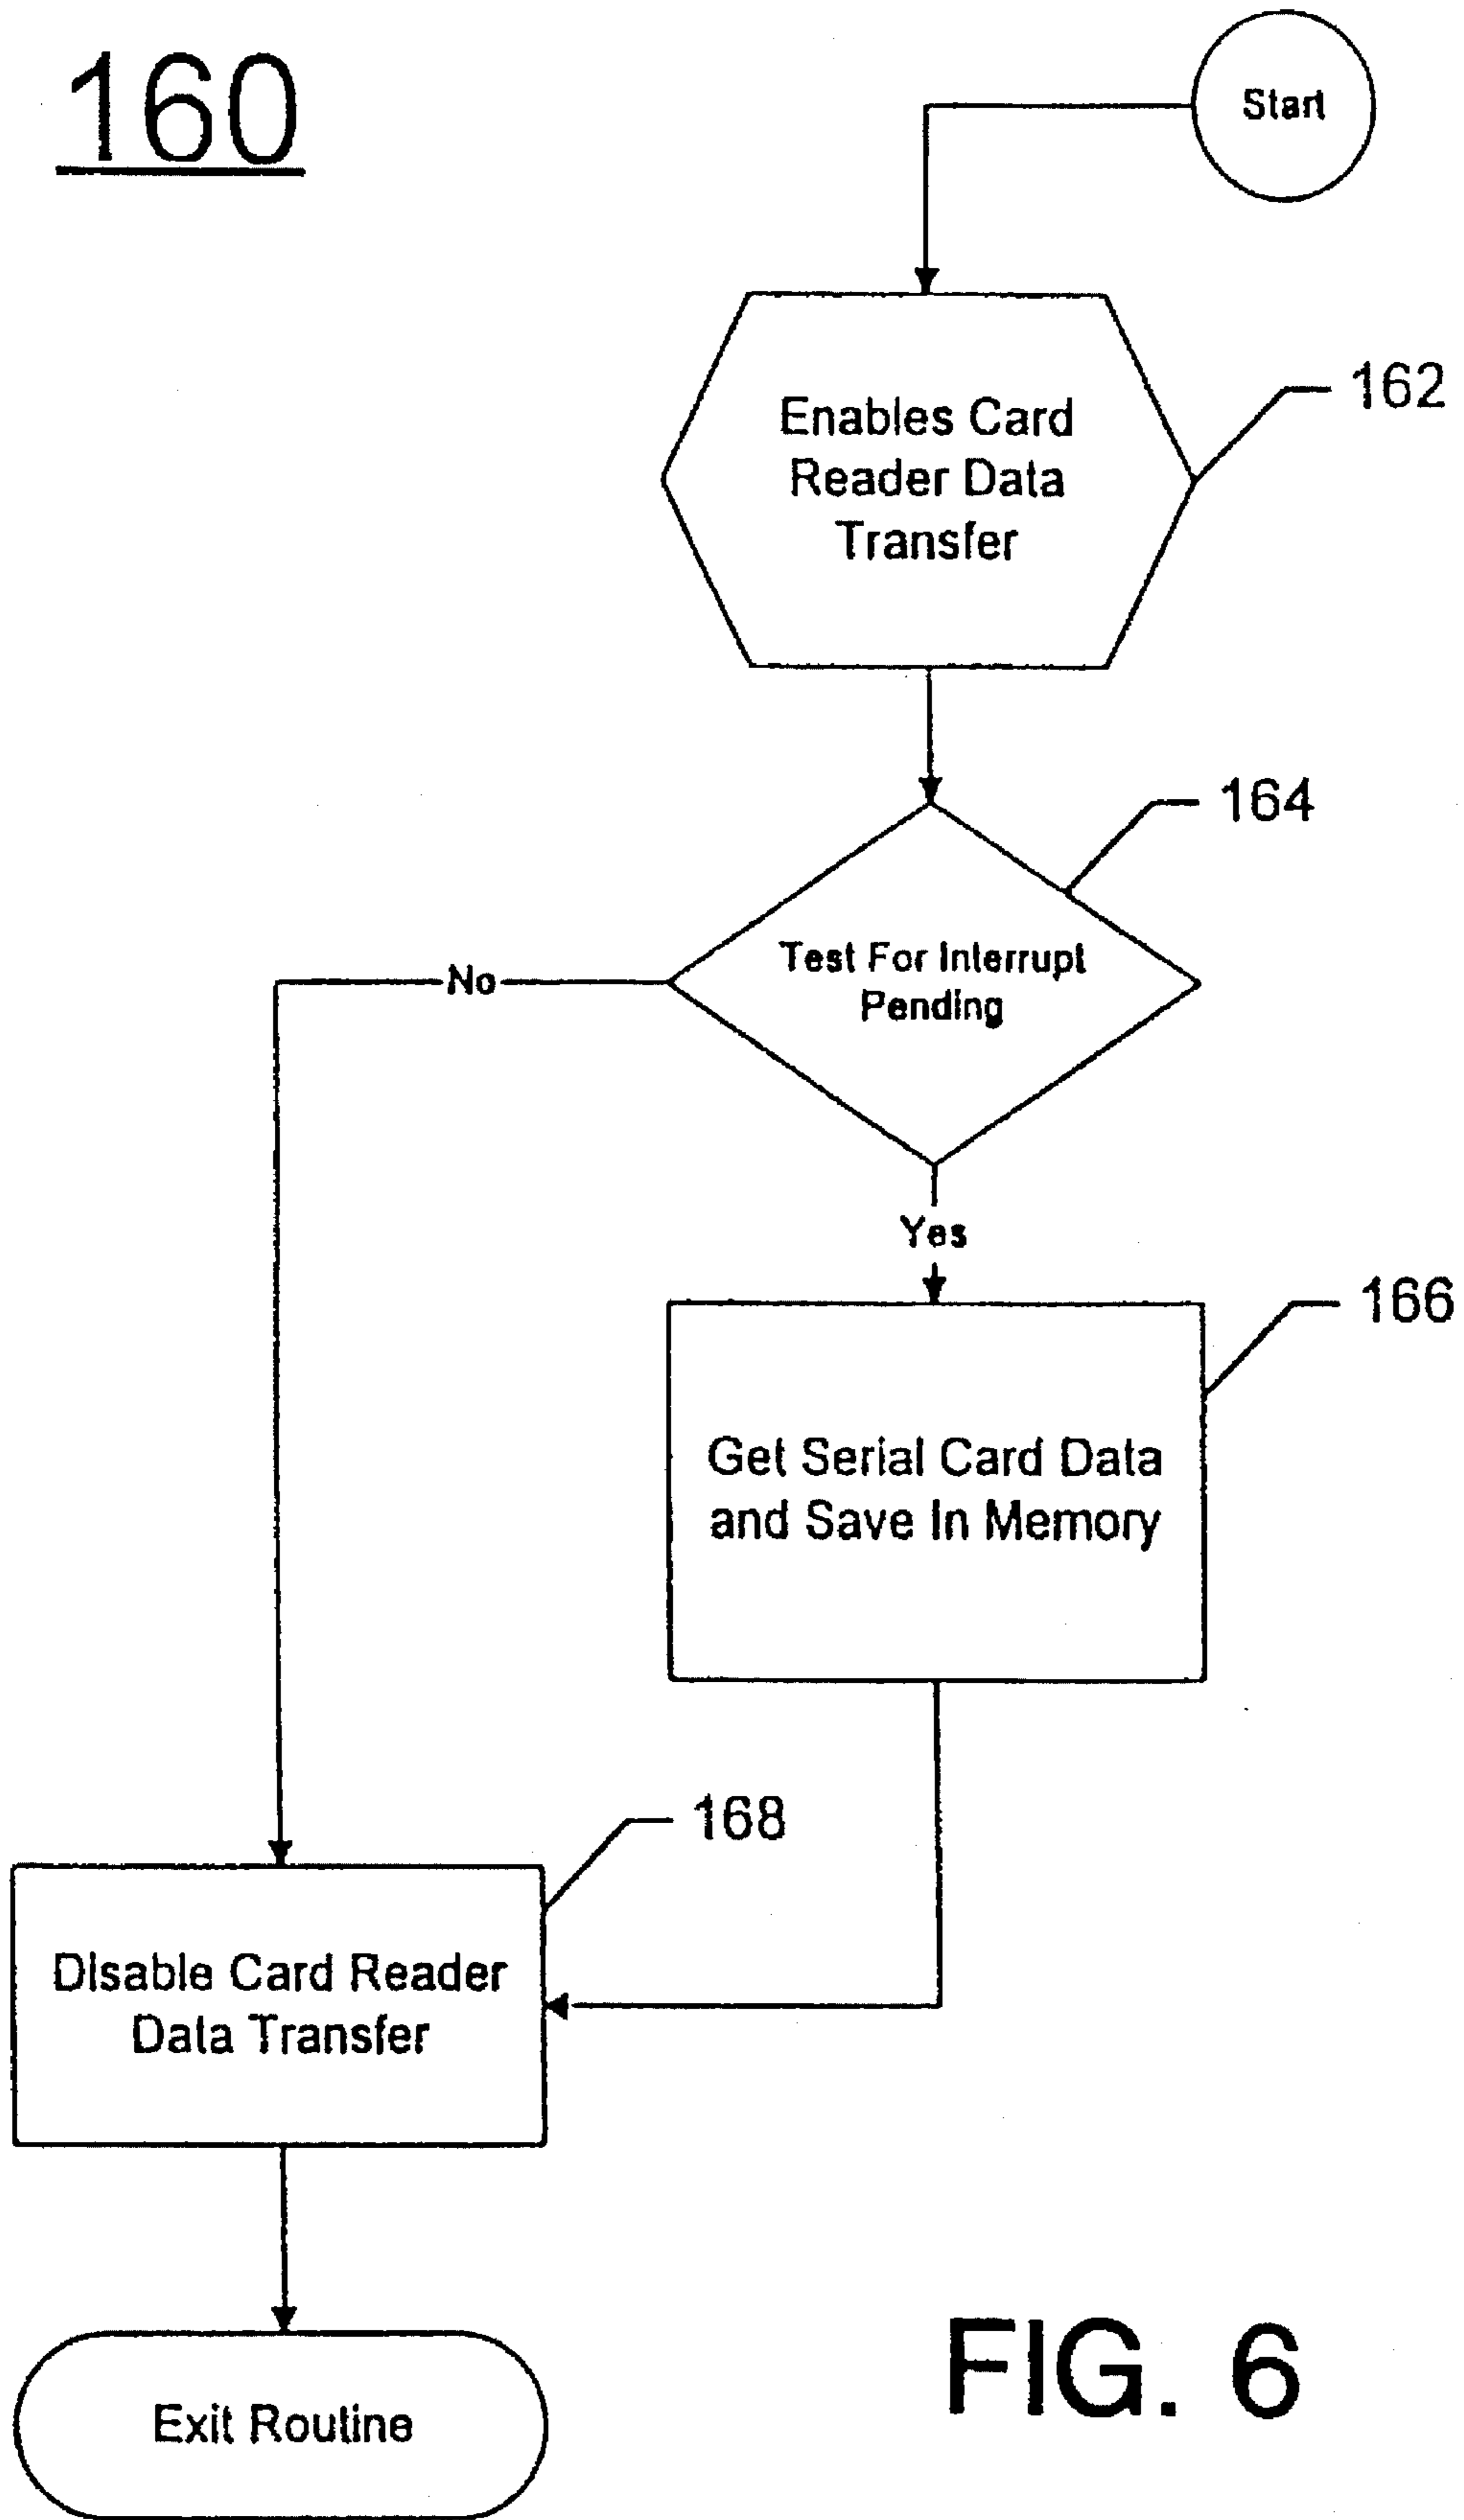 160
Start
Enables Card
Reader Data
Transfer
162
164
Test For Interrupt
Pending
No
Yes
166
Get Serial Card Data
and Save In Memory
168
Disable Card Reader
Data Transfer
Exit Routine
FIG. 6